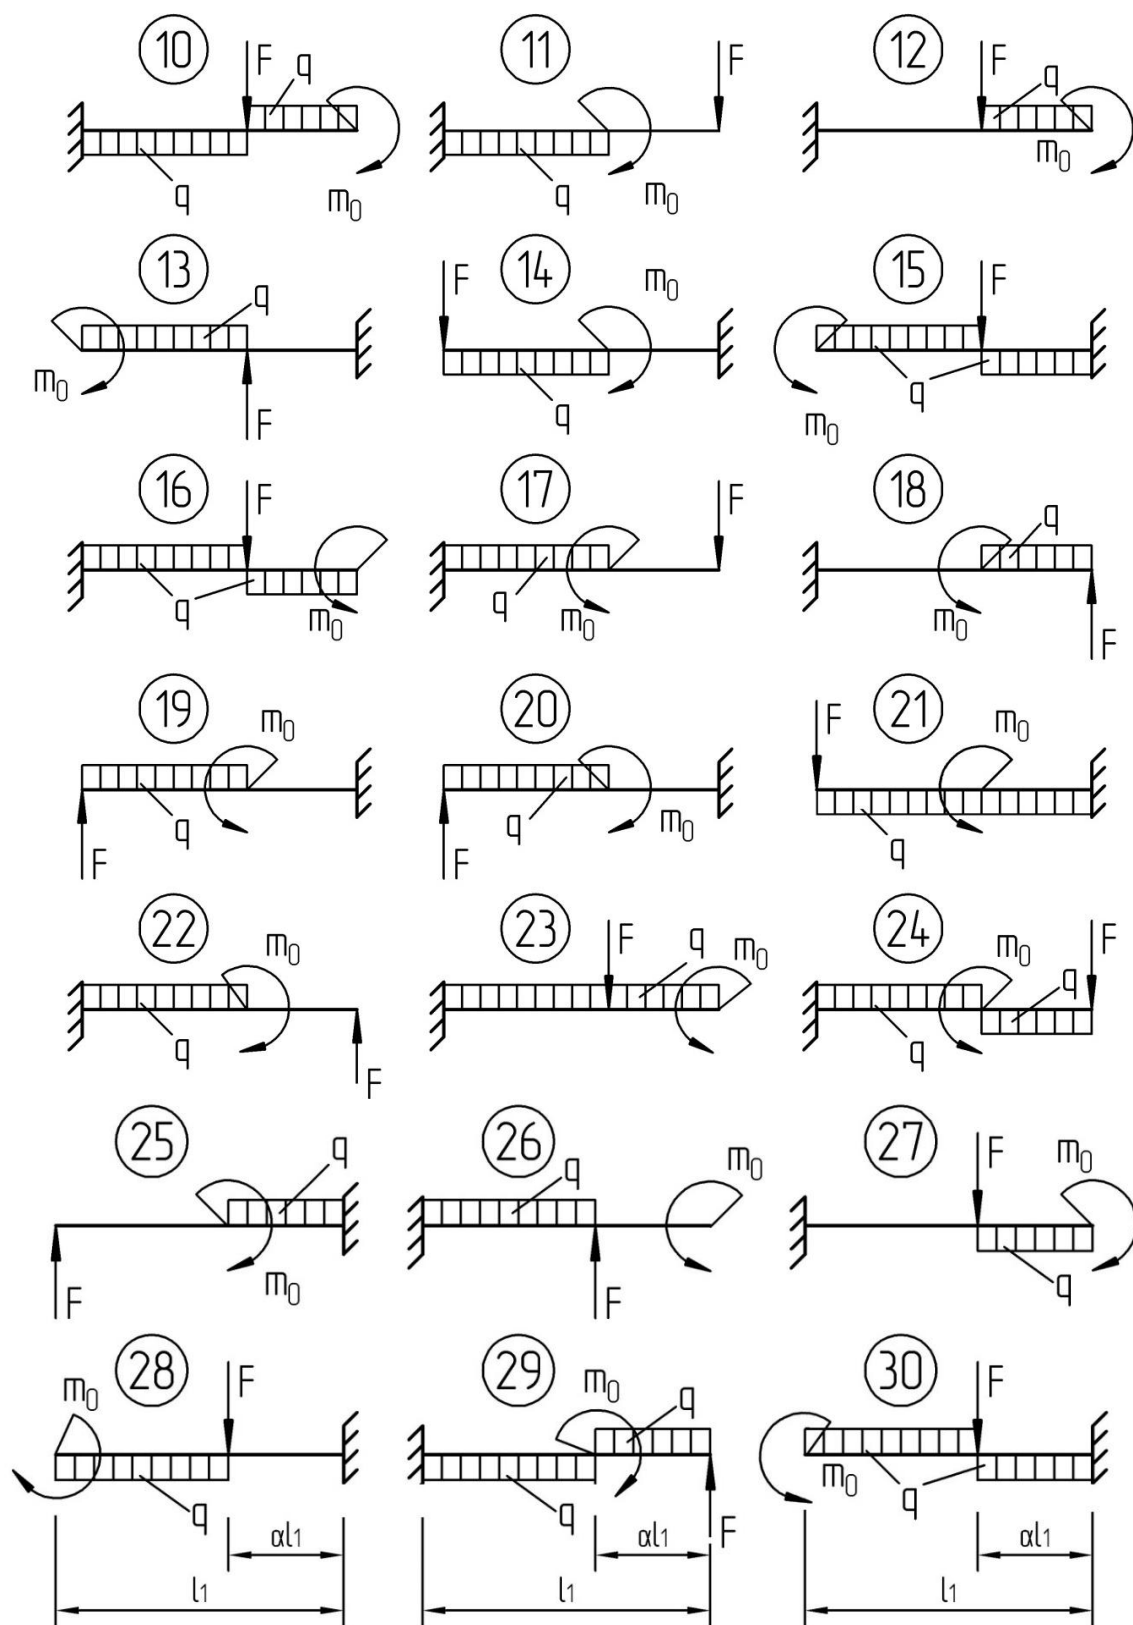 10 F q q m0
11 F q m0
12 F q m0
13 q m0 F
14 F m0 q
15 F q m0
16 F q m0
17 F q m0
18 q m0 F
19 m0 q F
20 q m0 F
21 F m0 q
22 m0 q F
23 F q m0
24 m0 F q q
25 q m0 F
26 m0 q F
27 F m0 q
28 m0 F q
29 m0 q q F
30 F m0 q
αl1 αl1 αl1
l1 l1 l1